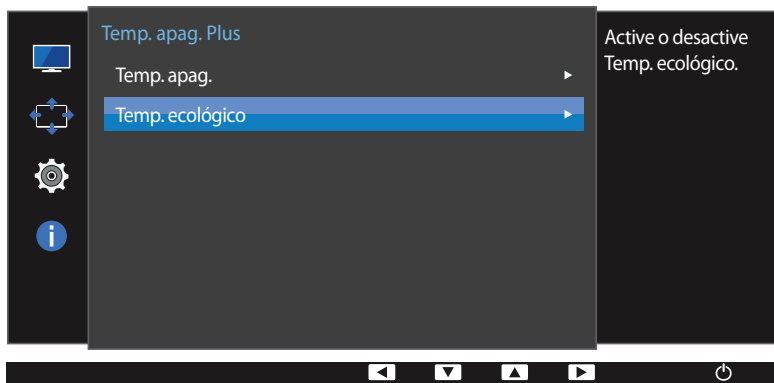 Temp. apag. Plus
Temp. apag.
Temp. ecológico
Active o desactive
Temp. ecológico.